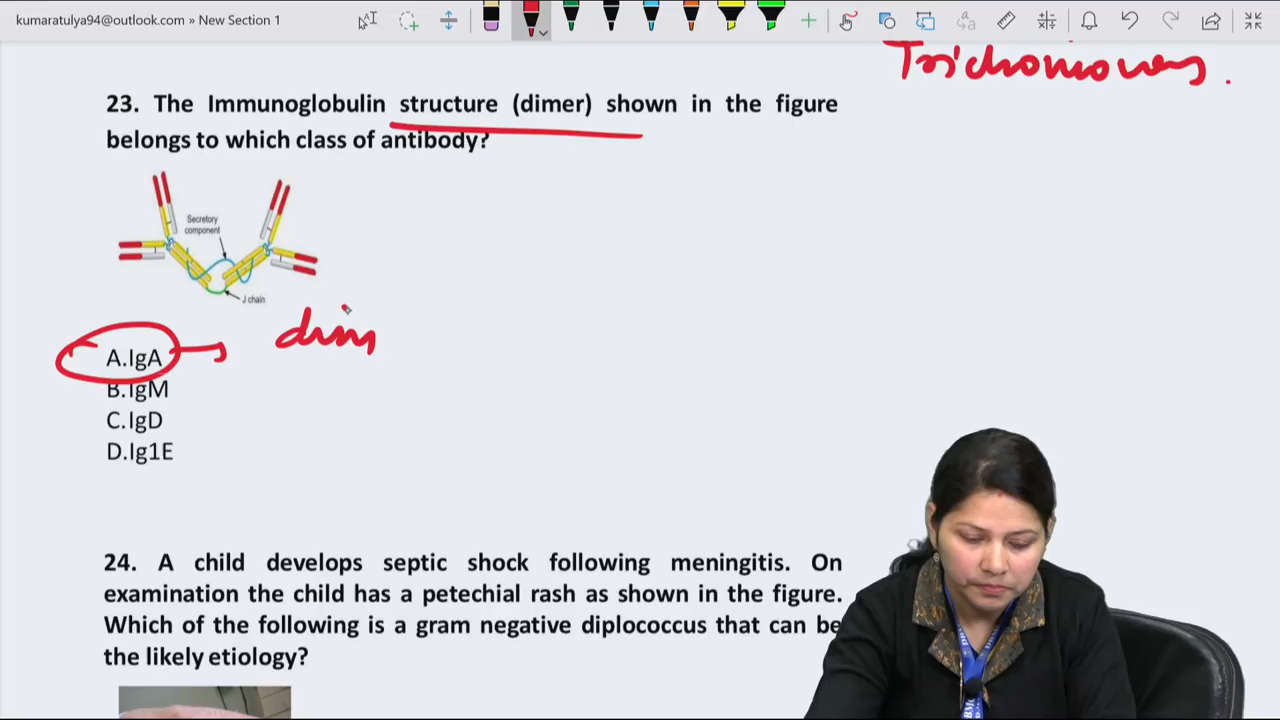 kumaratulya94@outlook.com » New Section 1
Trichomonas.
23. The Immunoglobulin structure (dimer) shown in the figure
belongs to which class of antibody?
Secretory
component
J chain
dim
A.IgA
B.IgM
C.IgD
D.Ig1E
24. A child develops septic shock following meningitis. On
examination the child has a petechial rash as shown in the figure.
Which of the following is a gram negative diplococcus that can be
the likely etiology?